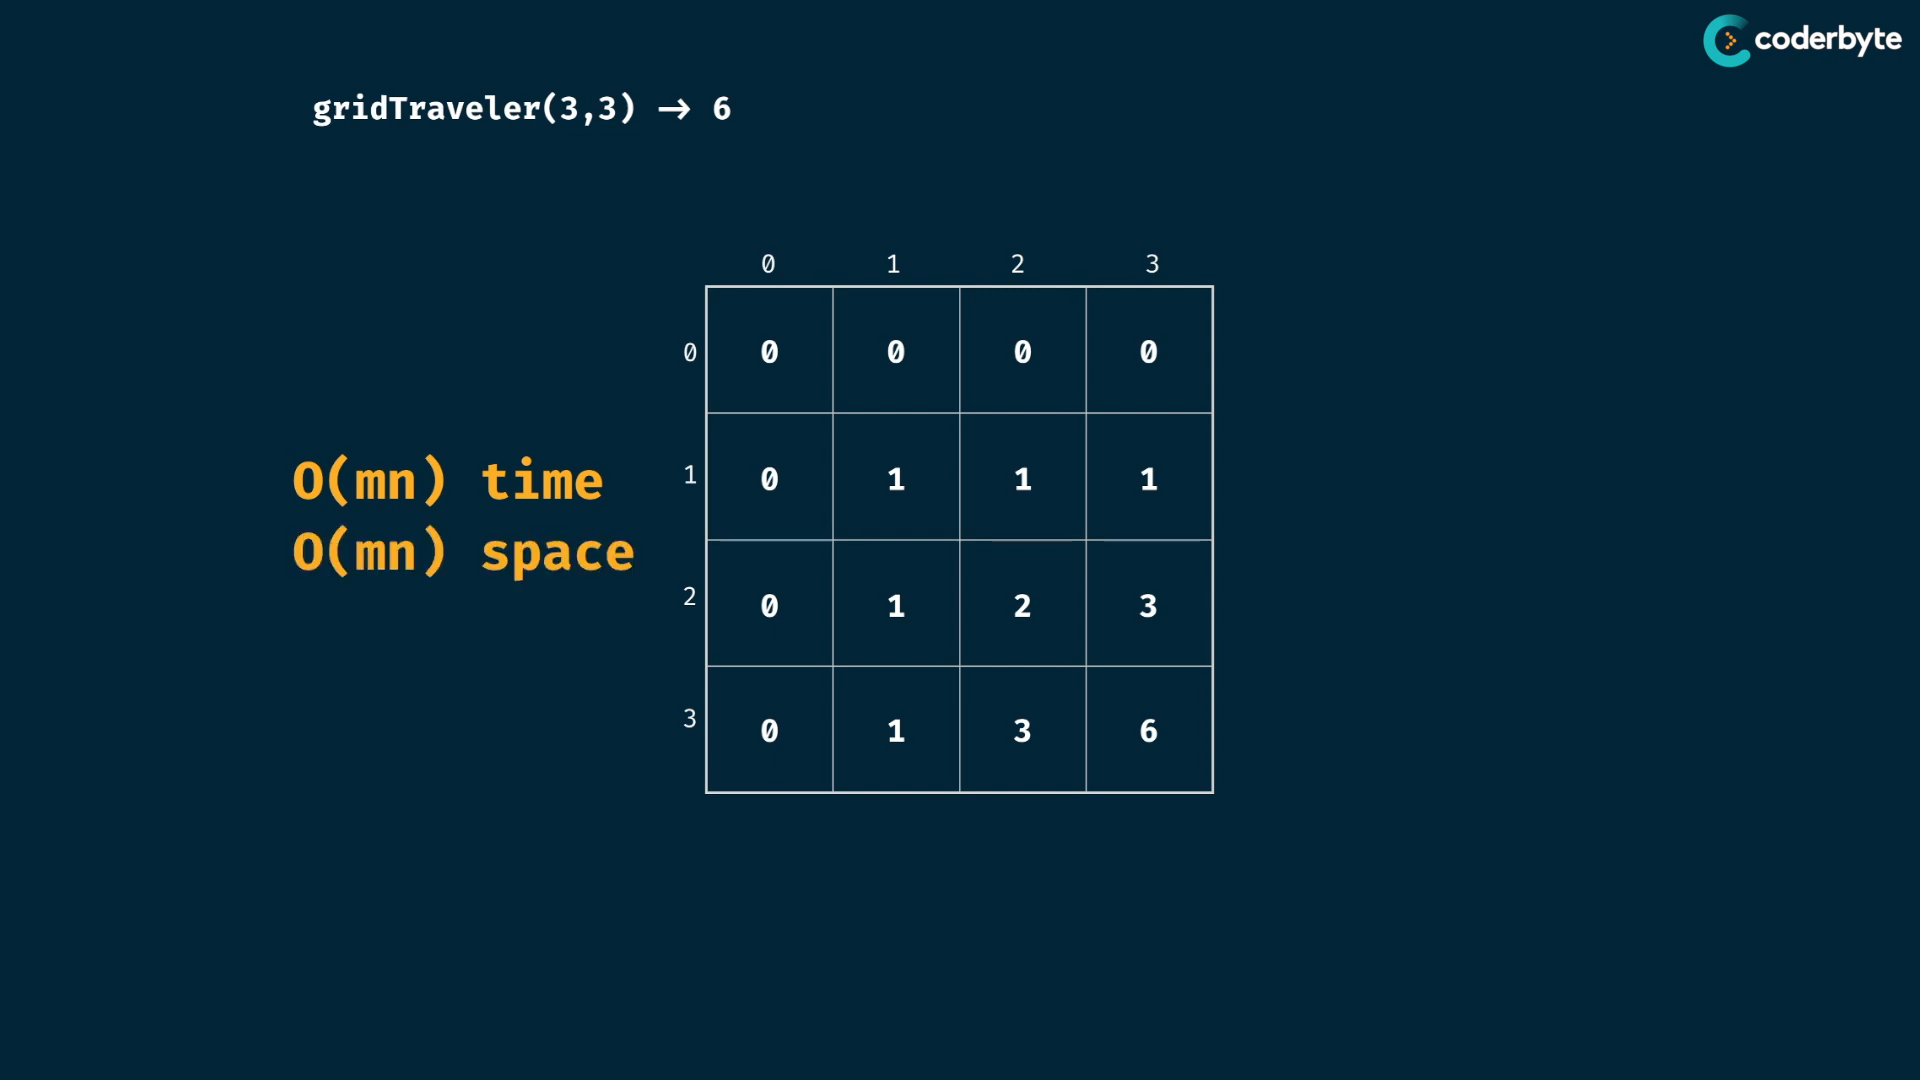 coderbyte
gridTraveler(3,3) → 6
0 1 2 3
0 0 0 0 0
1 0 1 1 1
2 0 1 2 3
3 0 1 3 6
O(mn) time
O(mn) space